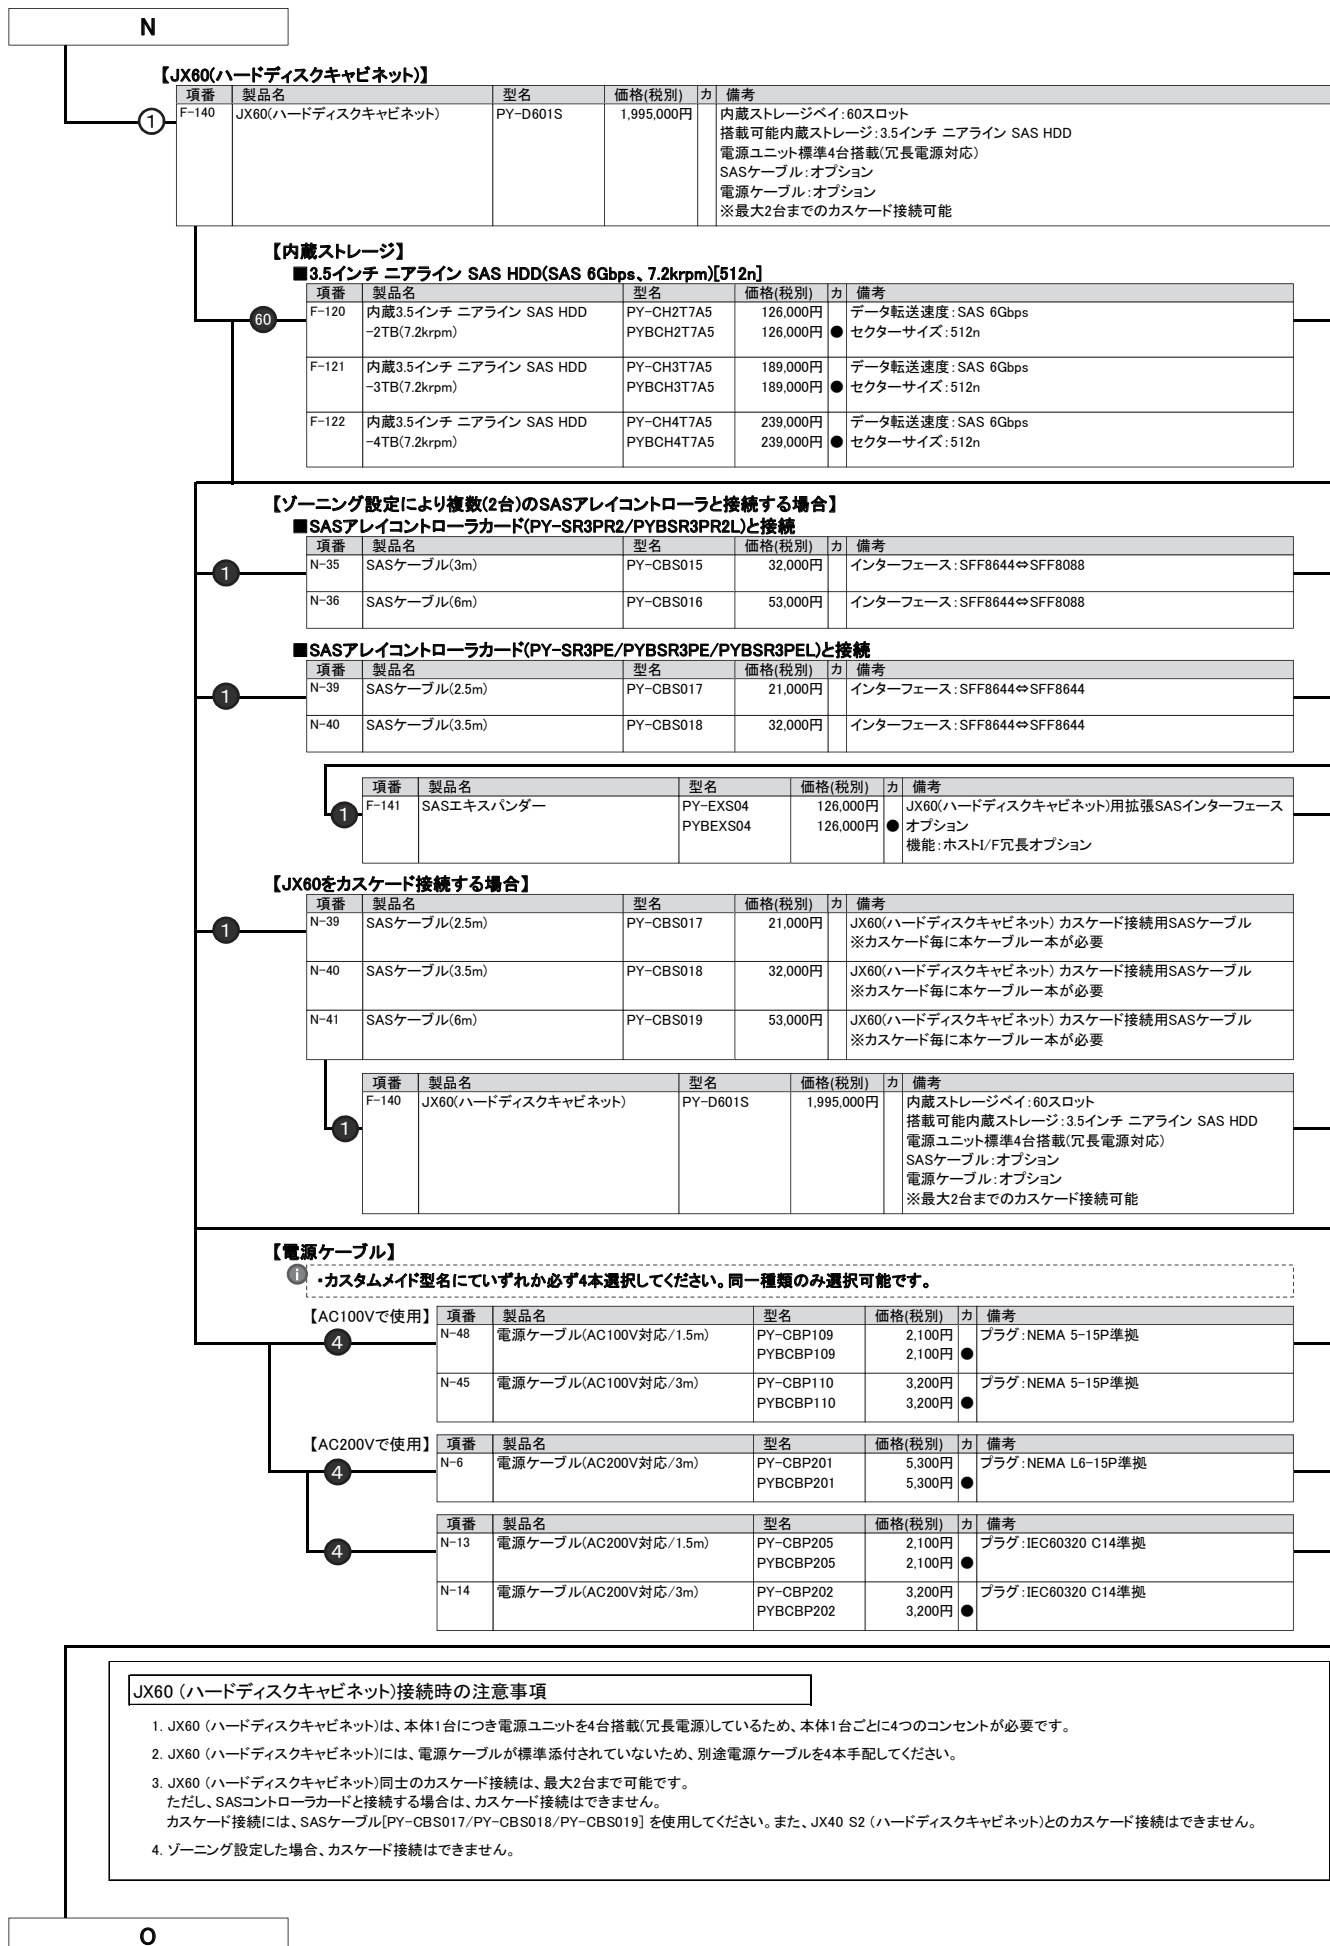 N
【JX60(ハードディスクキャビネット)】
項番 製品名 型名 価格(税別) カ 備考
1 F-140 JX60(ハードディスクキャビネット) PY-D601S 1,995,000円 内蔵ストレージベイ：60スロット
搭載可能内蔵ストレージ：3.5インチ ニアライン SAS HDD
電源ユニット標準4台搭載(冗長電源対応)
SASケーブル：オプション
電源ケーブル：オプション
※最大2台までのカスケード接続可能
【内蔵ストレージ】
■3.5インチ ニアライン SAS HDD(SAS 6Gbps、7.2krpm)[512n]
項番 製品名 型名 価格(税別) カ 備考
60 F-120 内蔵3.5インチ ニアライン SAS HDD PY-CH2T7A5 126,000円 データ転送速度：SAS 6Gbps
-2TB(7.2krpm) PYBCH2T7A5 126,000円 ● セクターサイズ：512n
F-121 内蔵3.5インチ ニアライン SAS HDD PY-CH3T7A5 189,000円 データ転送速度：SAS 6Gbps
-3TB(7.2krpm) PYBCH3T7A5 189,000円 ● セクターサイズ：512n
F-122 内蔵3.5インチ ニアライン SAS HDD PY-CH4T7A5 239,000円 データ転送速度：SAS 6Gbps
-4TB(7.2krpm) PYBCH4T7A5 239,000円 ● セクターサイズ：512n
【ゾーニング設定により複数(2台)のSASアレイコントローラと接続する場合】
■SASアレイコントローラカード(PY-SR3PR2/PYBSR3PR2L)と接続
項番 製品名 型名 価格(税別) カ 備考
1 N-35 SASケーブル(3m) PY-CBS015 32,000円 インターフェース：SFF8644⇔SFF8088
N-36 SASケーブル(6m) PY-CBS016 53,000円 インターフェース：SFF8644⇔SFF8088
■SASアレイコントローラカード(PY-SR3PE/PYBSR3PE/PYBSR3PEL)と接続
項番 製品名 型名 価格(税別) カ 備考
1 N-39 SASケーブル(2.5m) PY-CBS017 21,000円 インターフェース：SFF8644⇔SFF8644
N-40 SASケーブル(3.5m) PY-CBS018 32,000円 インターフェース：SFF8644⇔SFF8644
項番 製品名 型名 価格(税別) カ 備考
1 F-141 SASエキスパンダー PY-EXS04 126,000円 JX60(ハードディスクキャビネット)用拡張SASインターフェース
PYBEXS04 126,000円 ● オプション
機能：ホストI/F冗長オプション
【JX60をカスケード接続する場合】
項番 製品名 型名 価格(税別) カ 備考
1 N-39 SASケーブル(2.5m) PY-CBS017 21,000円 JX60(ハードディスクキャビネット) カスケード接続用SASケーブル
※カスケード毎に本ケーブル一本が必要
N-40 SASケーブル(3.5m) PY-CBS018 32,000円 JX60(ハードディスクキャビネット) カスケード接続用SASケーブル
※カスケード毎に本ケーブル一本が必要
N-41 SASケーブル(6m) PY-CBS019 53,000円 JX60(ハードディスクキャビネット) カスケード接続用SASケーブル
※カスケード毎に本ケーブル一本が必要
項番 製品名 型名 価格(税別) カ 備考
1 F-140 JX60(ハードディスクキャビネット) PY-D601S 1,995,000円 内蔵ストレージベイ：60スロット
搭載可能内蔵ストレージ：3.5インチ ニアライン SAS HDD
電源ユニット標準4台搭載(冗長電源対応)
SASケーブル：オプション
電源ケーブル：オプション
※最大2台までのカスケード接続可能
【電源ケーブル】
i ・カスタムメイド型名にていずれか必ず4本選択してください。同一種類のみ選択可能です。
【AC100Vで使用】 項番 製品名 型名 価格(税別) カ 備考
4 N-48 電源ケーブル(AC100V対応/1.5m) PY-CBP109 2,100円 プラグ：NEMA 5-15P準拠
PYBCBP109 2,100円 ●
N-45 電源ケーブル(AC100V対応/3m) PY-CBP110 3,200円 プラグ：NEMA 5-15P準拠
PYBCBP110 3,200円 ●
【AC200Vで使用】 項番 製品名 型名 価格(税別) カ 備考
4 N-6 電源ケーブル(AC200V対応/3m) PY-CBP201 5,300円 プラグ：NEMA L6-15P準拠
PYBCBP201 5,300円 ●
項番 製品名 型名 価格(税別) カ 備考
4 N-13 電源ケーブル(AC200V対応/1.5m) PY-CBP205 2,100円 プラグ：IEC60320 C14準拠
PYBCBP205 2,100円 ●
N-14 電源ケーブル(AC200V対応/3m) PY-CBP202 3,200円 プラグ：IEC60320 C14準拠
PYBCBP202 3,200円 ●
JX60 (ハードディスクキャビネット)接続時の注意事項
1. JX60 (ハードディスクキャビネット)は、本体1台につき電源ユニットを4台搭載(冗長電源)しているため、本体1台ごとに4つのコンセントが必要です。
2. JX60 (ハードディスクキャビネット)には、電源ケーブルが標準添付されていないため、別途電源ケーブルを4本手配してください。
3. JX60 (ハードディスクキャビネット)同士のカスケード接続は、最大2台まで可能です。
ただし、SASコントローラカードと接続する場合は、カスケード接続はできません。
カスケード接続には、SASケーブル[PY-CBS017/PY-CBS018/PY-CBS019] を使用してください。また、JX40 S2 (ハードディスクキャビネット)とのカスケード接続はできません。
4. ゾーニング設定した場合、カスケード接続はできません。
O